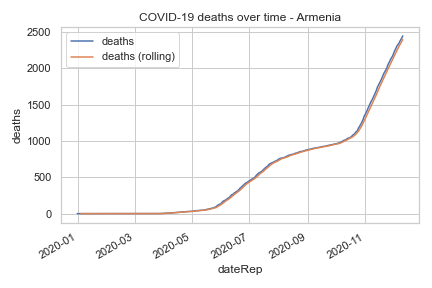 COVID-19 deaths over time - Armenia
deaths
deaths (rolling)
2500
2000
1500
1000
500
0
deaths
2020-01
2020-03
2020-05
2020-07
2020-09
2020-11
dateRep